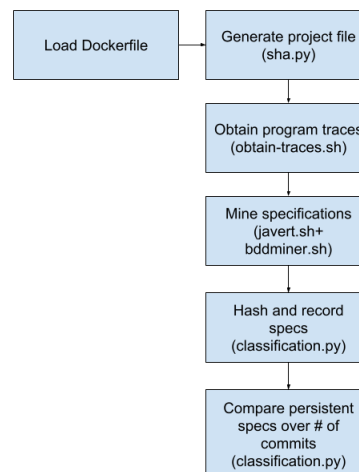 Load Dockerfile
Generate project file
(sha.py)
Obtain program traces
(obtain-traces.sh)
Mine specifications
(javert.sh+
bddminer.sh)
Hash and record
specs
(classification.py)
Compare persistent
specs over # of
commits
(classification.py)